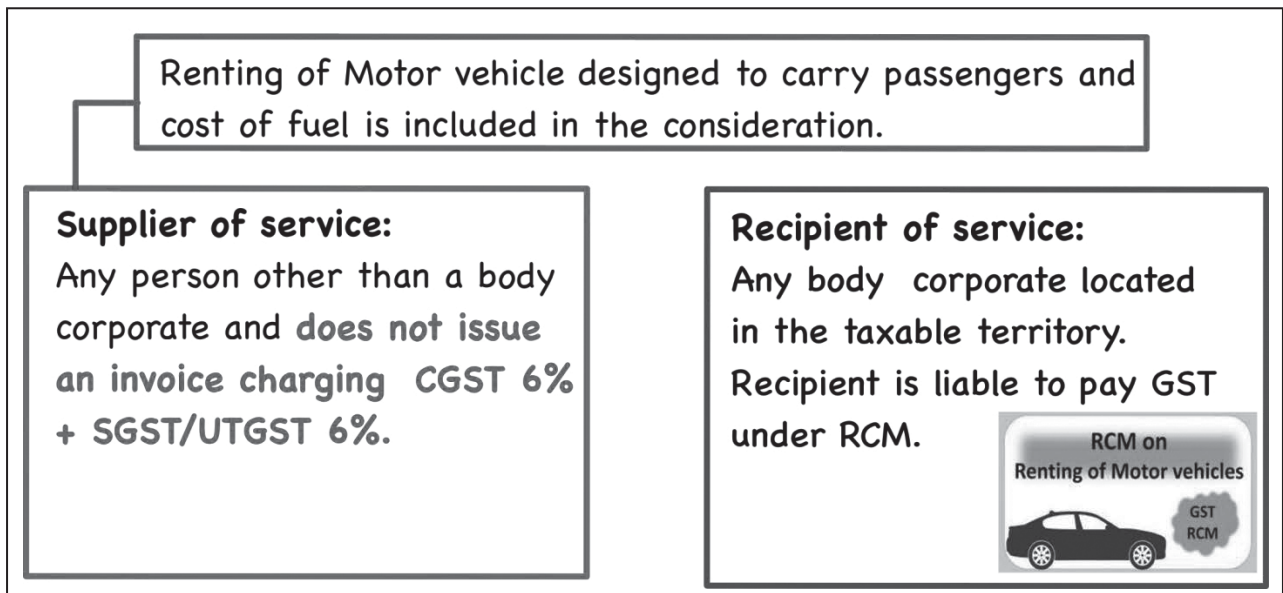 Renting of Motor vehicle designed to carry passengers and
cost of fuel is included in the consideration.
Supplier of service:
Any person other than a body
corporate and does not issue
an invoice charging CGST 6%
+ SGST/UTGST 6%.
Recipient of service:
Any body corporate located
in the taxable territory.
Recipient is liable to pay GST
under RCM.
RCM on
Renting of Motor vehicles
GST
RCM